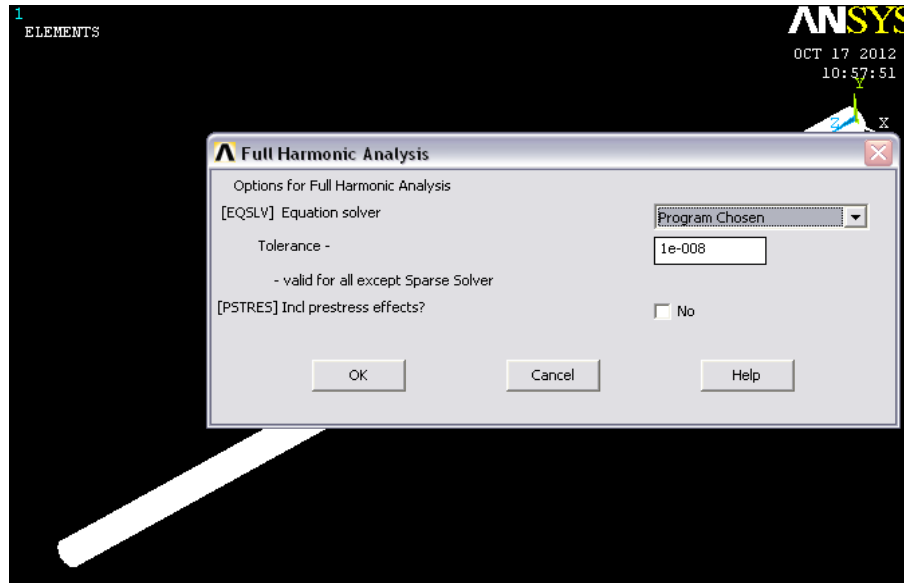 1
ELEMENTS
ANSYS
OCT 17 2012
10:57:51
Y
Z X
Full Harmonic Analysis
Options for Full Harmonic Analysis
[EQSLV] Equation solver Program Chosen
Tolerance - 1e-008
- valid for all except Sparse Solver
[PSTRES] Incl prestress effects? No
OK Cancel Help